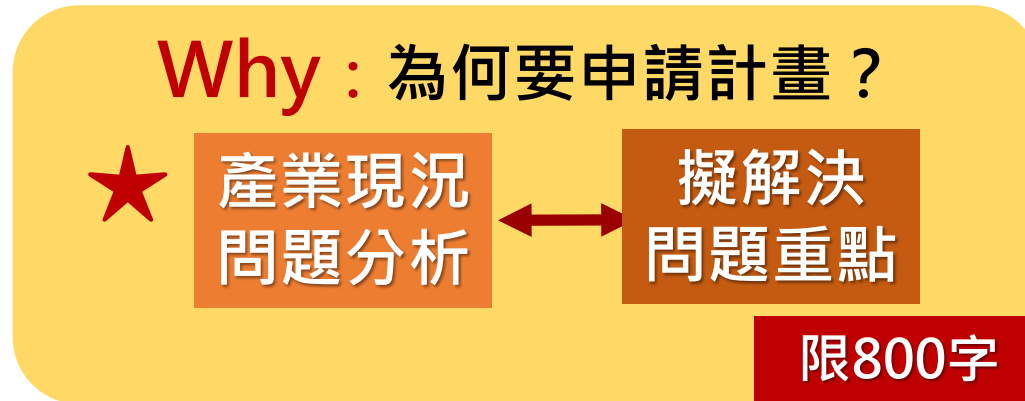 Why：為何要申請計畫？
產業現況
問題分析
擬解決
問題重點
限800字